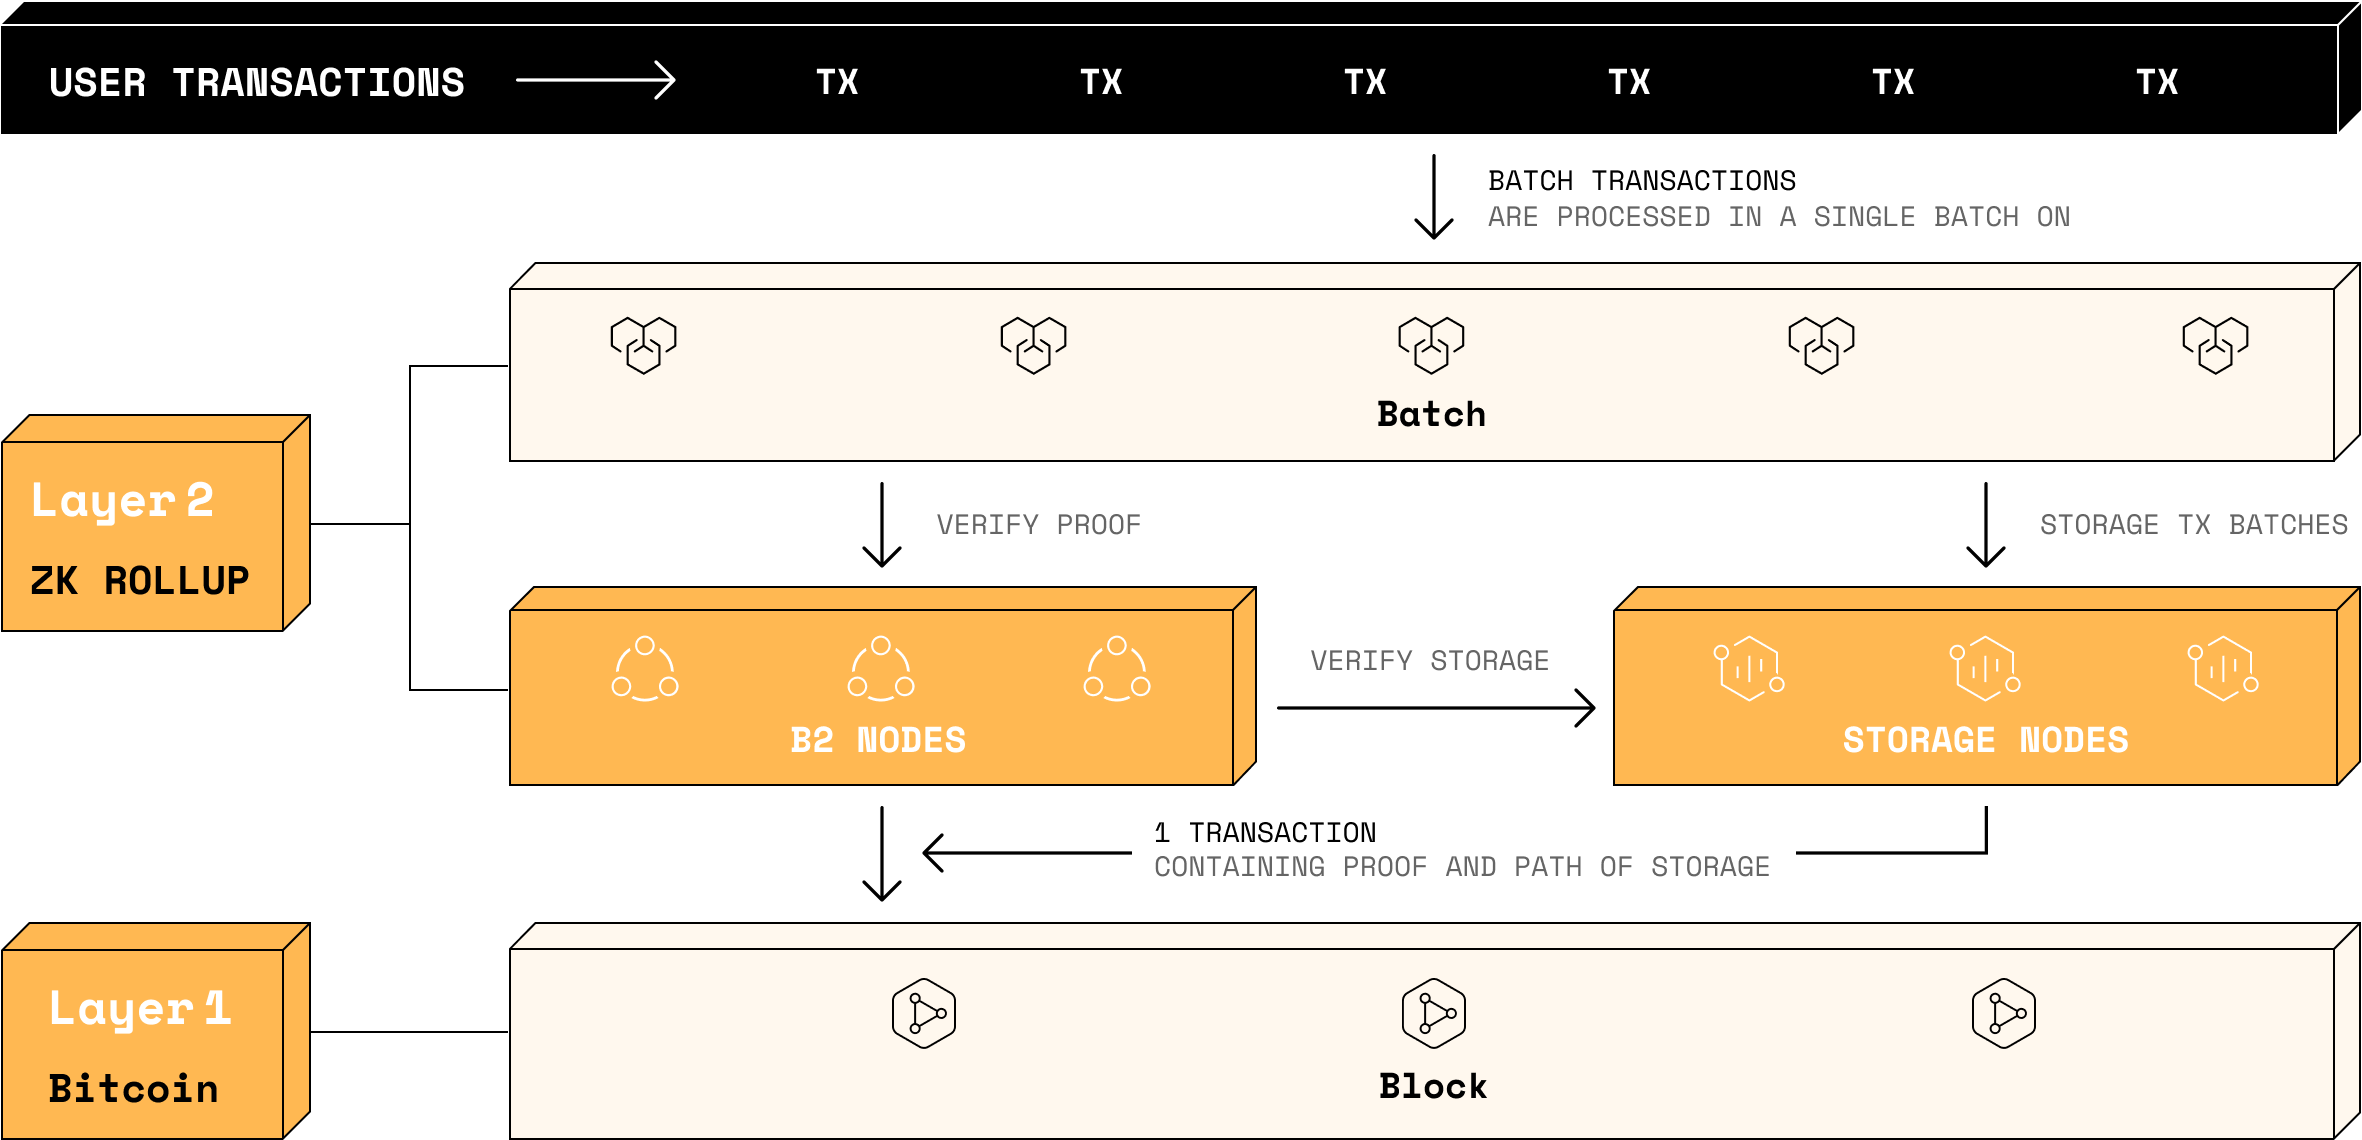 USER TRANSACTIONS TX TX TX TX TX TX
BATCH TRANSACTIONS
ARE PROCESSED IN A SINGLE BATCH ON
Batch
Layer 2
ZK ROLLUP
VERIFY PROOF
STORAGE TX BATCHES
B2 NODES
VERIFY STORAGE
STORAGE NODES
1 TRANSACTION
CONTAINING PROOF AND PATH OF STORAGE
Layer 1
Bitcoin
Block